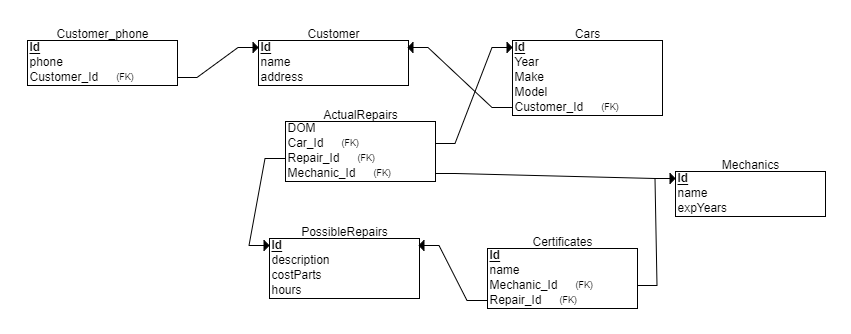 Customer_phone
Id
phone
Customer_Id (FK)
Customer
Id
name
address
Cars
Id
Year
Make
Model
Customer_Id (FK)
ActualRepairs
DOM
Car_Id (FK)
Repair_Id (FK)
Mechanic_Id (FK)
Mechanics
Id
name
expYears
PossibleRepairs
Id
description
costParts
hours
Certificates
Id
name
Mechanic_Id (FK)
Repair_Id (FK)